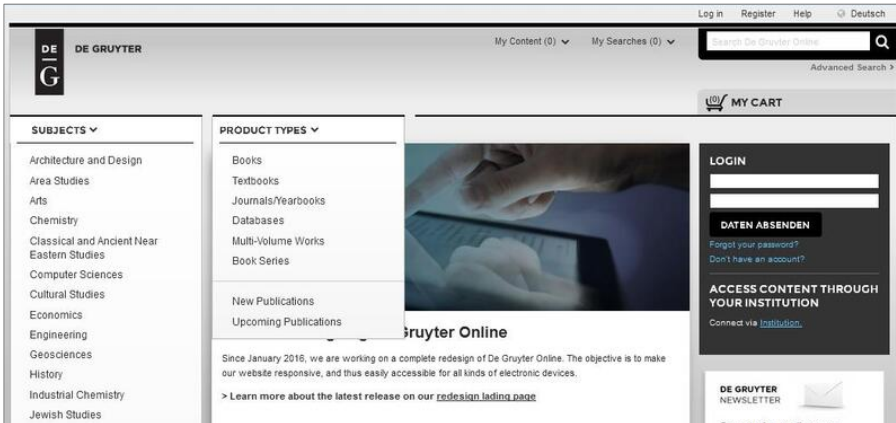 Log in Register Help Deutsch
DE
G
DE GRUYTER
My Content (0) My Searches (0)
Search De Gruyter Online
Advanced Search >
(0) MY CART
SUBJECTS
Architecture and Design
Area Studies
Arts
Chemistry
Classical and Ancient Near
Eastern Studies
Computer Sciences
Cultural Studies
Economics
Engineering
Geosciences
History
Industrial Chemistry
Jewish Studies
PRODUCT TYPES
Books
Textbooks
Journals/Yearbooks
Databases
Multi-Volume Works
Book Series
New Publications
Upcoming Publications
Gruyter Online
Since January 2016, we are working on a complete redesign of De Gruyter Online. The objective is to make
our website responsive, and thus easily accessible for all kinds of electronic devices.
> Learn more about the latest release on our redesign lading page
LOGIN
DATEN ABSENDEN
Forgot your password?
Don't have an account?
ACCESS CONTENT THROUGH
YOUR INSTITUTION
Connect via Institution.
DE GRUYTER
NEWSLETTER